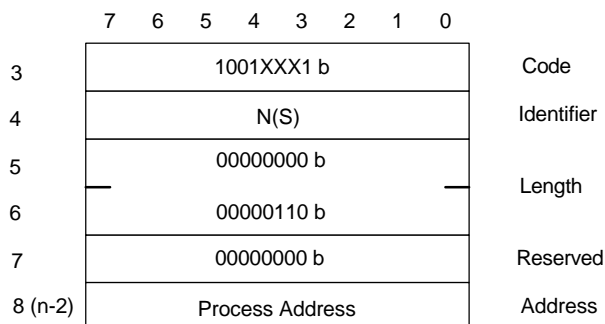 7 6 5 4 3 2 1 0
3 1001XXX1 b Code
4 N(S) Identifier
5 00000000 b
Length
6 00000110 b
7 00000000 b Reserved
8 (n-2) Process Address Address